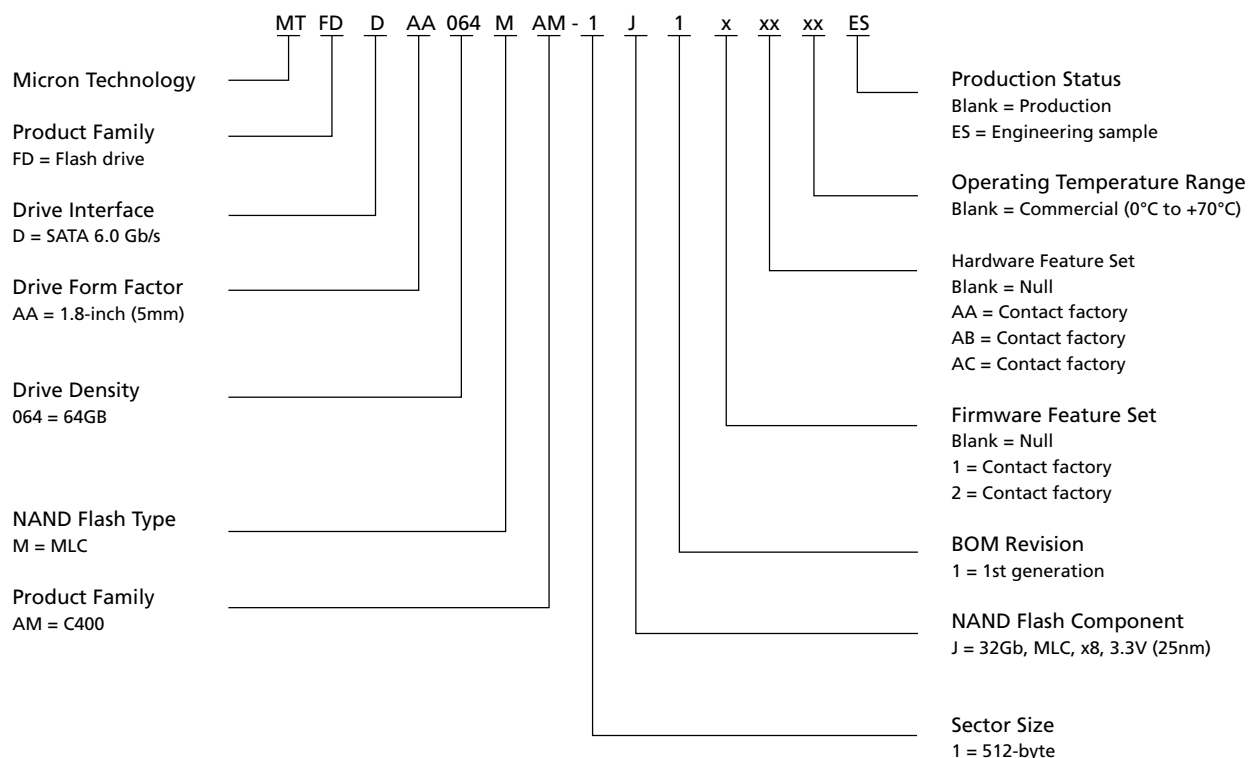 MT FD D AA 064 M AM - 1 J 1 x xx xx ES
Micron Technology
Product Family
FD = Flash drive
Drive Interface
D = SATA 6.0 Gb/s
Drive Form Factor
AA = 1.8-inch (5mm)
Drive Density
064 = 64GB
NAND Flash Type
M = MLC
Product Family
AM = C400
Production Status
Blank = Production
ES = Engineering sample
Operating Temperature Range
Blank = Commercial (0°C to +70°C)
Hardware Feature Set
Blank = Null
AA = Contact factory
AB = Contact factory
AC = Contact factory
Firmware Feature Set
Blank = Null
1 = Contact factory
2 = Contact factory
BOM Revision
1 = 1st generation
NAND Flash Component
J = 32Gb, MLC, x8, 3.3V (25nm)
Sector Size
1 = 512-byte